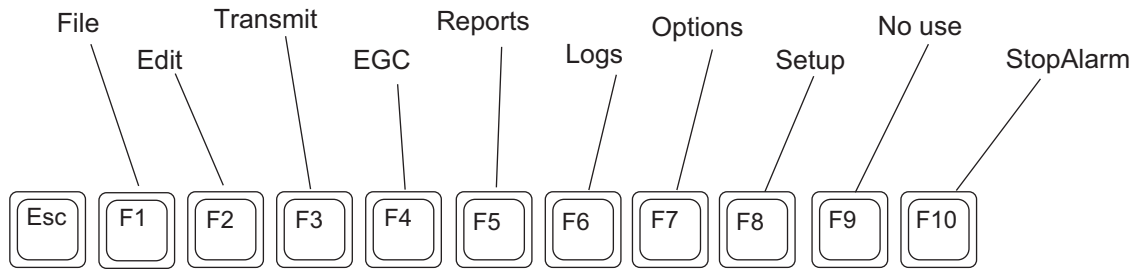 File
Edit
Transmit
EGC
Reports
Logs
Options
Setup
No use
StopAlarm
Esc
F1
F2
F3
F4
F5
F6
F7
F8
F9
F10